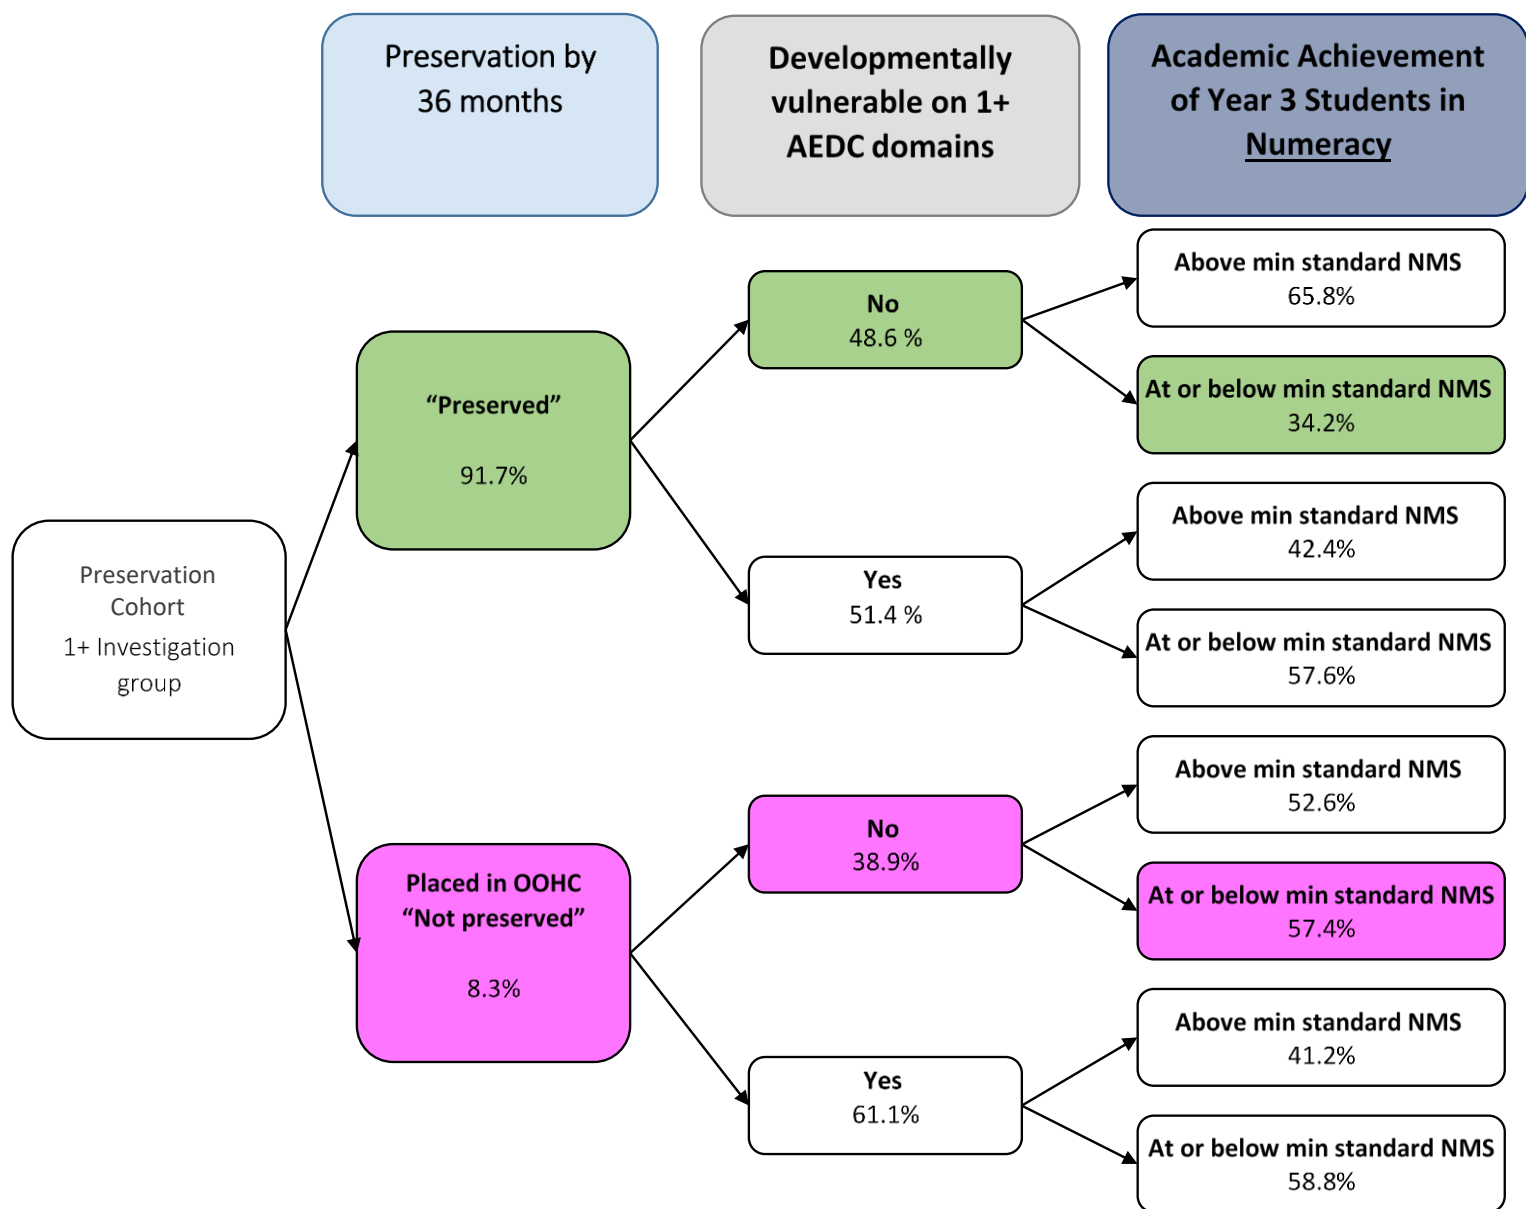 Preservation by
36 months
Developmentally
vulnerable on 1+
AEDC domains
Academic Achievement
of Year 3 Students in
Numeracy
Preservation
Cohort
1+ Investigation
group
“Preserved”
91.7%
No
48.6 %
Above min standard NMS
65.8%
At or below min standard NMS
34.2%
Yes
51.4 %
Above min standard NMS
42.4%
At or below min standard NMS
57.6%
Placed in OOHC
“Not preserved”
8.3%
No
38.9%
Above min standard NMS
52.6%
At or below min standard NMS
57.4%
Yes
61.1%
Above min standard NMS
41.2%
At or below min standard NMS
58.8%